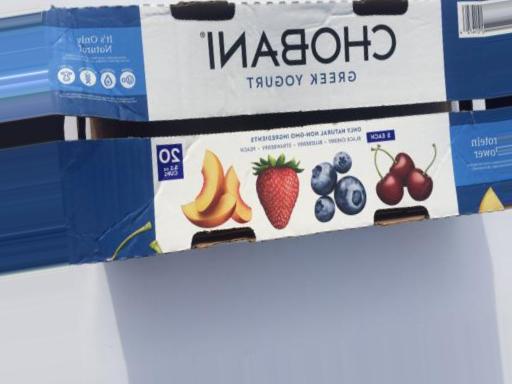 CHOBANI®
GREEK YOGURT
It's Only
Natural
ONLY NATURAL NON-GMO INGREDIENTS
5 EACH
BLACK CHERRY • BLUEBERRY • STRAWBERRY • PEACH
20
5.3 OZ
CUPS
rotein
Power